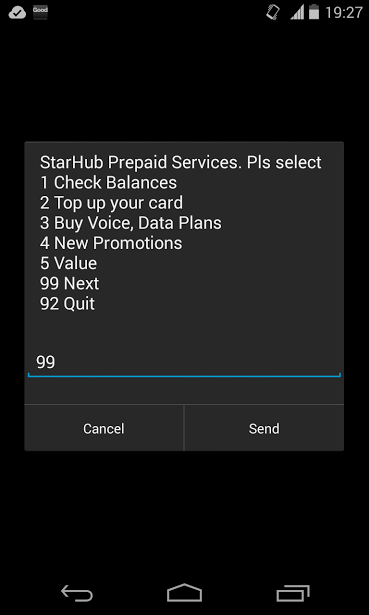 Good
19:27
StarHub Prepaid Services. Pls select
1 Check Balances
2 Top up your card
3 Buy Voice, Data Plans
4 New Promotions
5 Value
99 Next
92 Quit
99
Cancel
Send